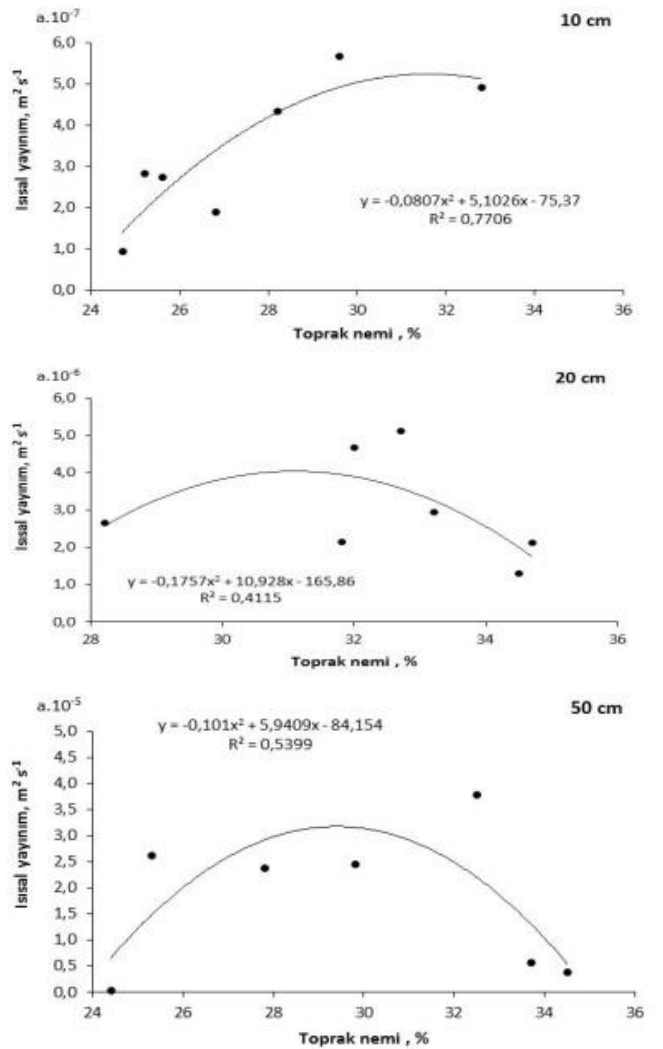 a.10⁻⁷
10 cm
6,0
5,0
4,0
3,0
2,0
1,0
0,0
Isısal yayınım, m² s⁻¹
y = -0,0807x² + 5,1026x - 75,37
R² = 0,7706
24 26 28 30 32 34 36
Toprak nemi , %
a.10⁻⁶
20 cm
6,0
5,0
4,0
3,0
2,0
1,0
0,0
Isısal yayınım, m² s⁻¹
y = -0,1757x² + 10,928x - 165,86
R² = 0,4115
28 30 32 34 36
Toprak nemi , %
a.10⁻⁵
50 cm
y = -0,101x² + 5,9409x - 84,154
R² = 0,5399
5,0
4,5
4,0
3,5
3,0
2,5
2,0
1,5
1,0
0,5
0,0
Isısal yayınım, m² s⁻¹
24 26 28 30 32 34 36
Toprak nemi , %